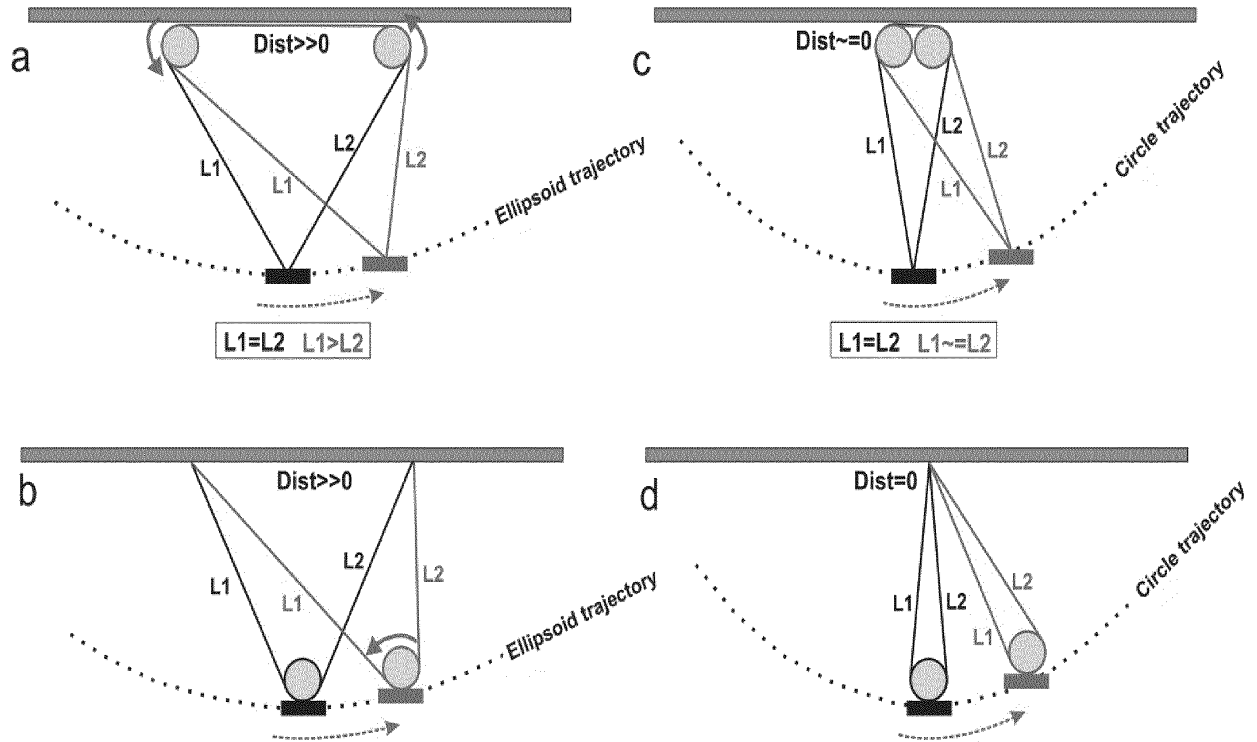 a
Dist>>0
L1
L1
L2
L2
Ellipsoid trajectory
L1=L2 L1>L2
c
Dist~=0
L1
L1
L2
L2
Circle trajectory
L1=L2 L1~=L2
b
Dist>>0
L1
L1
L2
L2
Ellipsoid trajectory
d
Dist=0
L1
L2
L1
L2
Circle trajectory